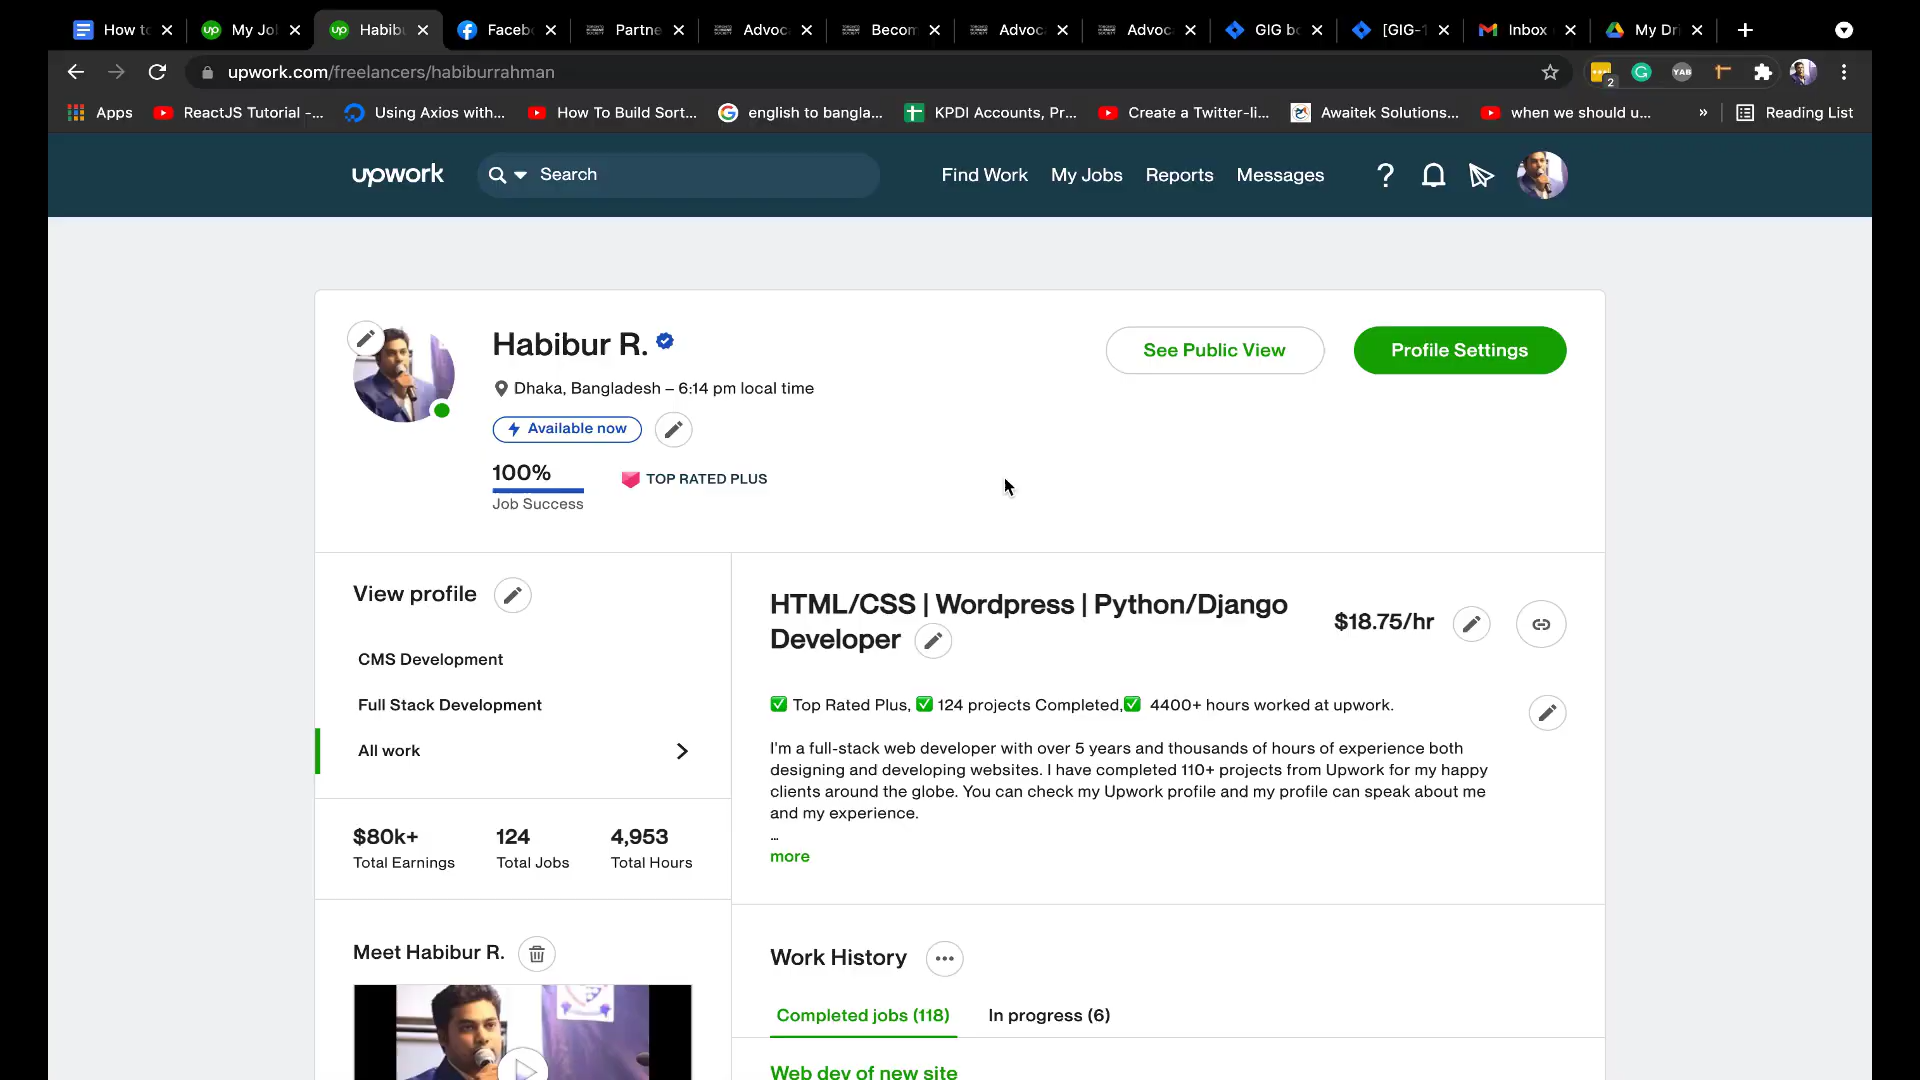 How to
My Jo
Habibu
Faceb
Partne
Advoc
Becom
Advoc
Advoc
GIG bo
[GIG-1
Inbox
My Dri
upwork.com/freelancers/habiburrahman
2
YAB
Apps
ReactJS Tutorial -...
Using Axios with...
How To Build Sort...
english to bangla...
KPDI Accounts, Pr...
Create a Twitter-li...
Awaitek Solutions...
when we should u...
»
Reading List
upwork
Search
Find Work
My Jobs
Reports
Messages
Habibur R.
See Public View
Profile Settings
Dhaka, Bangladesh – 6:14 pm local time
Available now
100%
TOP RATED PLUS
Job Success
View profile
CMS Development
Full Stack Development
All work
$80k+
124
4,953
Total Earnings
Total Jobs
Total Hours
Meet Habibur R.
HTML/CSS | Wordpress | Python/Django
Developer
$18.75/hr
✅ Top Rated Plus, ✅ 124 projects Completed,✅ 4400+ hours worked at upwork.
I'm a full-stack web developer with over 5 years and thousands of hours of experience both
designing and developing websites. I have completed 110+ projects from Upwork for my happy
clients around the globe. You can check my Upwork profile and my profile can speak about me
and my experience.
...
more
Work History
Completed jobs (118)
In progress (6)
Web dev of new site